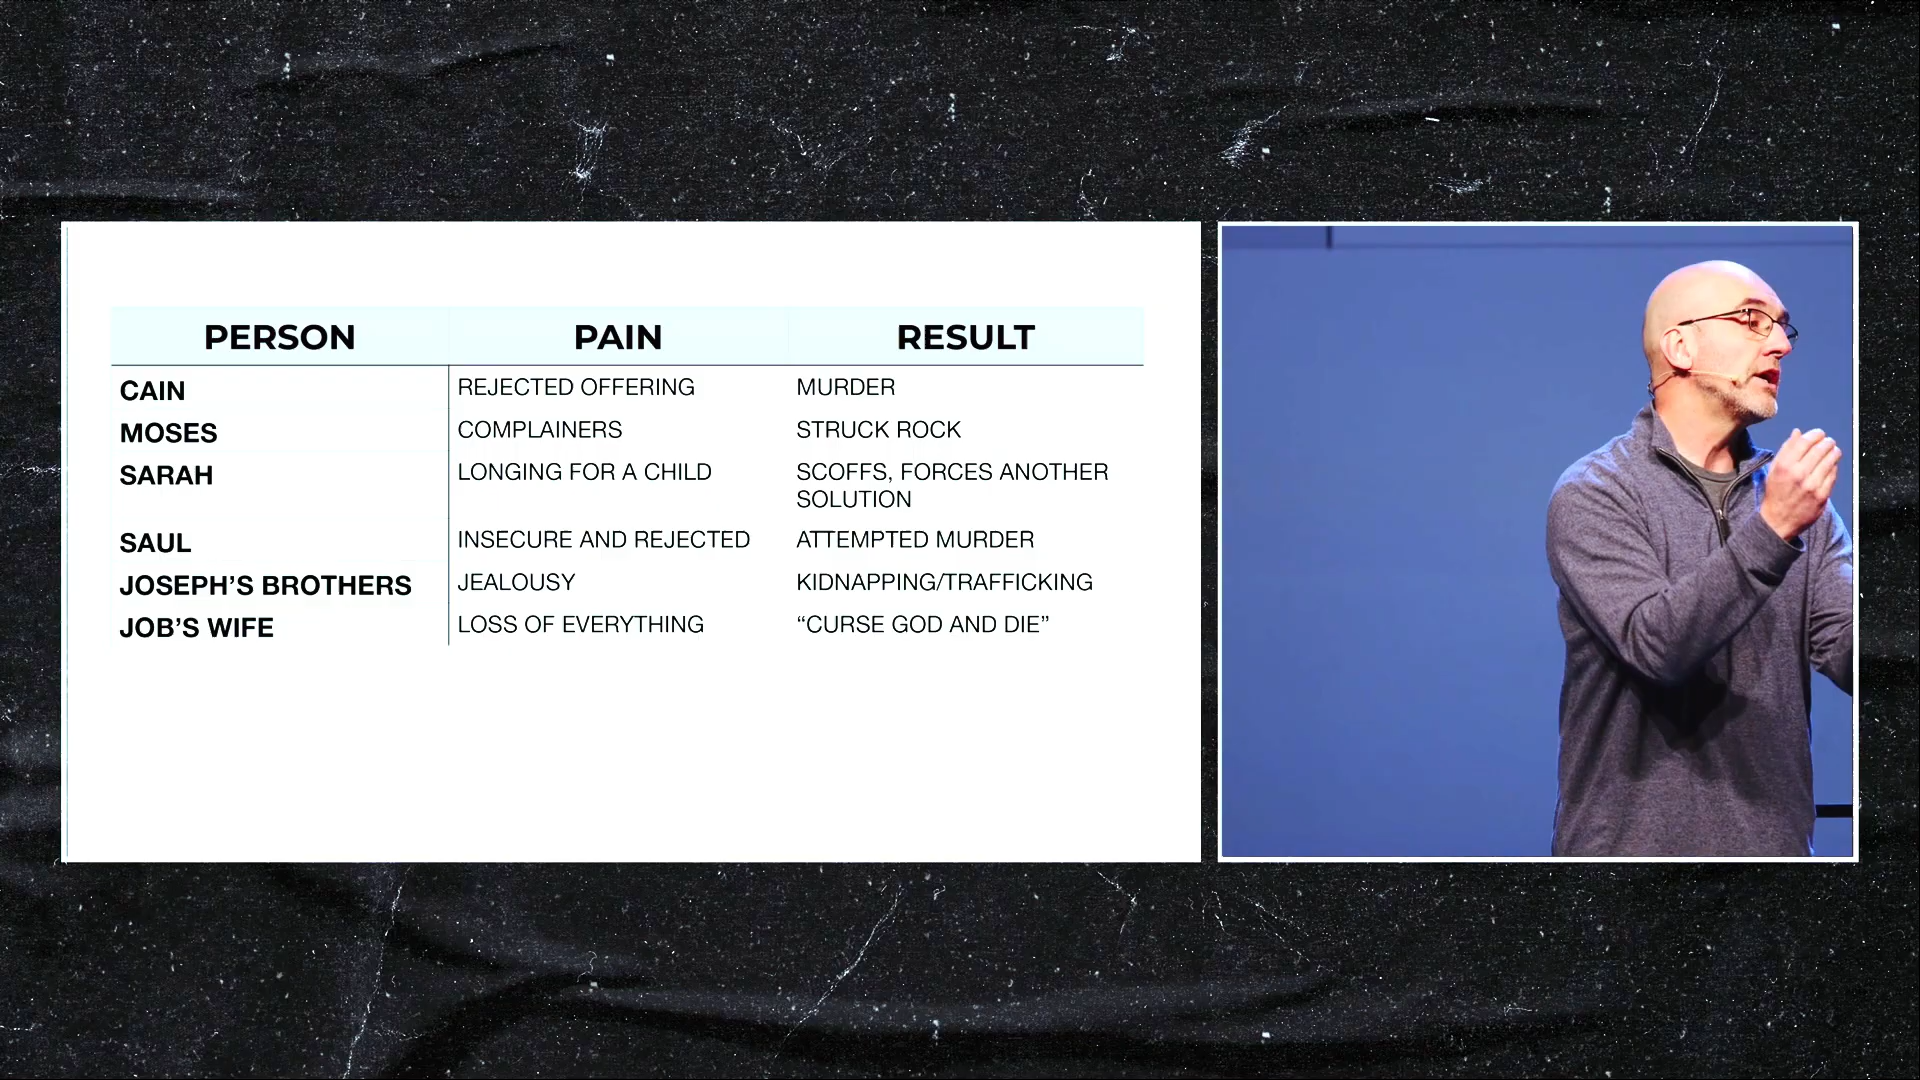 PERSON PAIN RESULT
CAIN REJECTED OFFERING MURDER
MOSES COMPLAINERS STRUCK ROCK
SARAH LONGING FOR A CHILD SCOFFS, FORCES ANOTHER
SOLUTION
SAUL INSECURE AND REJECTED ATTEMPTED MURDER
JOSEPH’S BROTHERS JEALOUSY KIDNAPPING/TRAFFICKING
JOB’S WIFE LOSS OF EVERYTHING “CURSE GOD AND DIE”